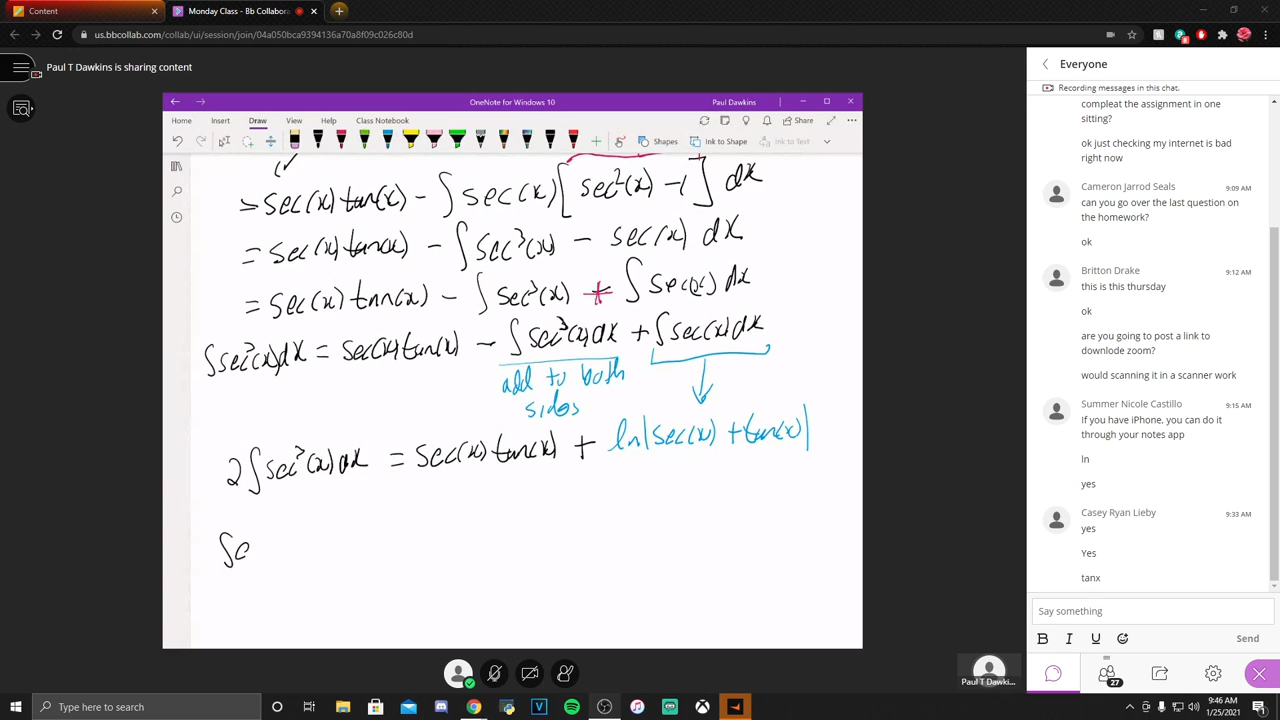 Content
Monday Class - Bb Collabora
us.bbcollab.com/collab/ui/session/join/04a050bca9394136a70a8f09c026c80d
Paul T Dawkins is sharing content
OneNote for Windows 10
Paul Dawkins
Home Insert Draw View Help Class Notebook Share
Shapes Ink to Shape Ink to Text
= sec(x) tan(x) - ∫ sec(x) [sec²(x) - 1] dx
= sec(x) tan(x) - ∫ sec³(x) - sec(x) dx
= sec(x) tan(x) - ∫ sec³(x) + ∫ sec(x) dx
∫sec³(x)dx = sec(x) tan(x) - ∫ sec³(x)dx + ∫ sec(x)dx
add to both
sides
ln|sec(x) + tan(x)|
2∫sec³(x)dx = sec(x) tan(x) +
∫se
Everyone
Recording messages in this chat.
compleat the assignment in one
sitting?
ok just checking my internet is bad
right now
Cameron Jarrod Seals 9:09 AM
can you go over the last question on
the homework?
ok
Britton Drake 9:12 AM
this is this thursday
ok
are you going to post a link to
downlode zoom?
would scanning it in a scanner work
Summer Nicole Castillo 9:15 AM
If you have iPhone, you can do it
through your notes app
ln
yes
Casey Ryan Lieby 9:33 AM
yes
Yes
tanx
Say something
B I U Send
27
Paul T Dawki...
Type here to search
9:46 AM
1/25/2021